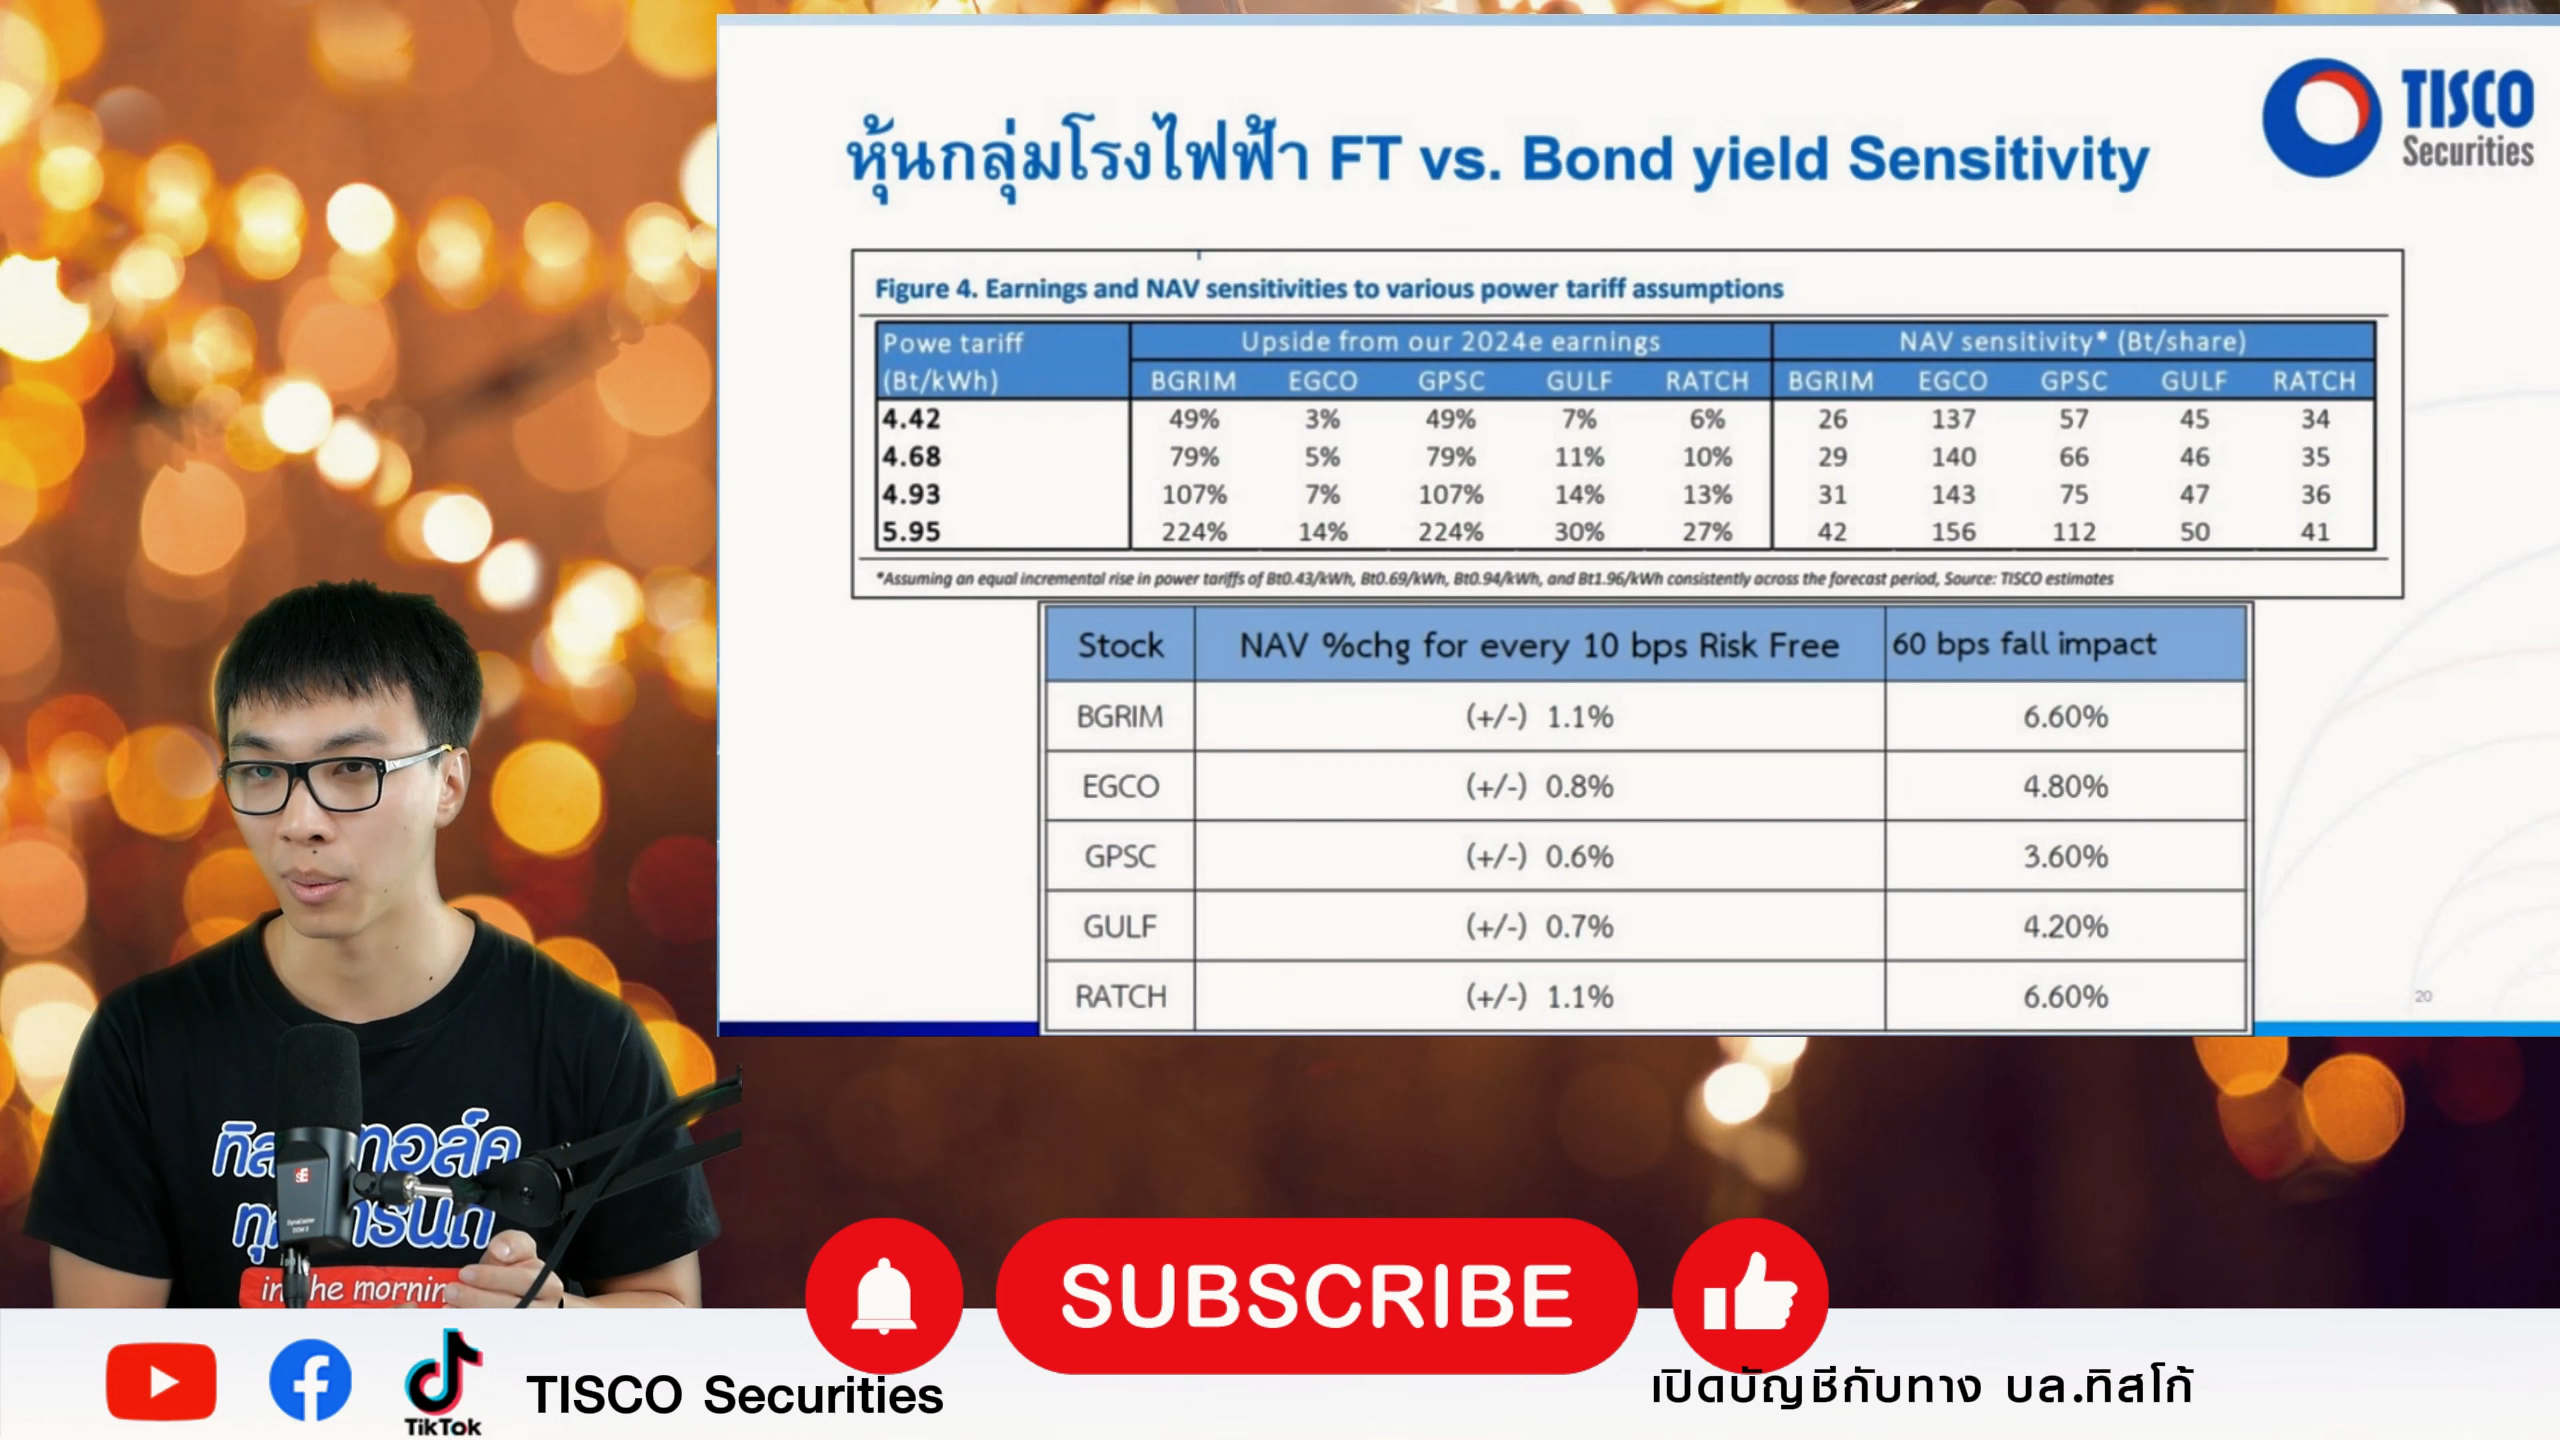 TISCO
Securities
หุ้นกลุ่มโรงไฟฟ้า FT vs. Bond yield Sensitivity
Figure 4. Earnings and NAV sensitivities to various power tariff assumptions
Powe tariff (Bt/kWh) Upside from our 2024e earnings NAV sensitivity* (Bt/share)
BGRIM EGCO GPSC GULF RATCH BGRIM EGCO GPSC GULF RATCH
4.42 49% 3% 49% 7% 6% 26 137 57 45 34
4.68 79% 5% 79% 11% 10% 29 140 66 46 35
4.93 107% 7% 107% 14% 13% 31 143 75 47 36
5.95 224% 14% 224% 30% 27% 42 156 112 50 41
*Assuming an equal incremental rise in power tariffs of Bt0.43/kWh, Bt0.69/kWh, Bt0.94/kWh, and Bt1.96/kWh consistently across the forecast period, Source: TISCO estimates
Stock NAV %chg for every 10 bps Risk Free 60 bps fall impact
BGRIM (+/-) 1.1% 6.60%
EGCO (+/-) 0.8% 4.80%
GPSC (+/-) 0.6% 3.60%
GULF (+/-) 0.7% 4.20%
RATCH (+/-) 1.1% 6.60%
20
in the mornin
SUBSCRIBE
TikTok
TISCO Securities
เปิดบัญชีกับทาง บล.ทิสโก้